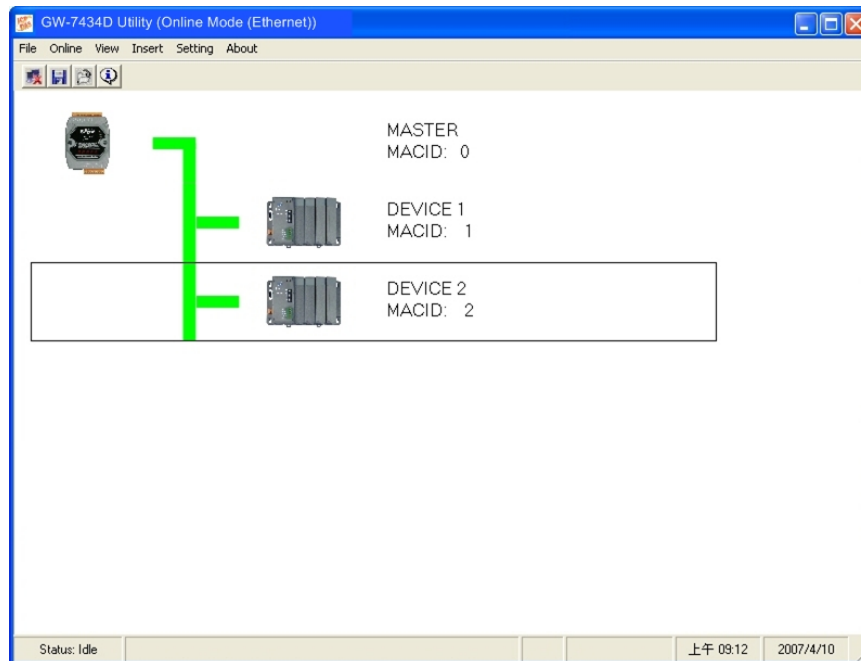 GW-7434D Utility (Online Mode (Ethernet))
File Online View Insert Setting About
MASTER
MACID: 0
DEVICE 1
MACID: 1
DEVICE 2
MACID: 2
Status: Idle 上午 09:12 2007/4/10